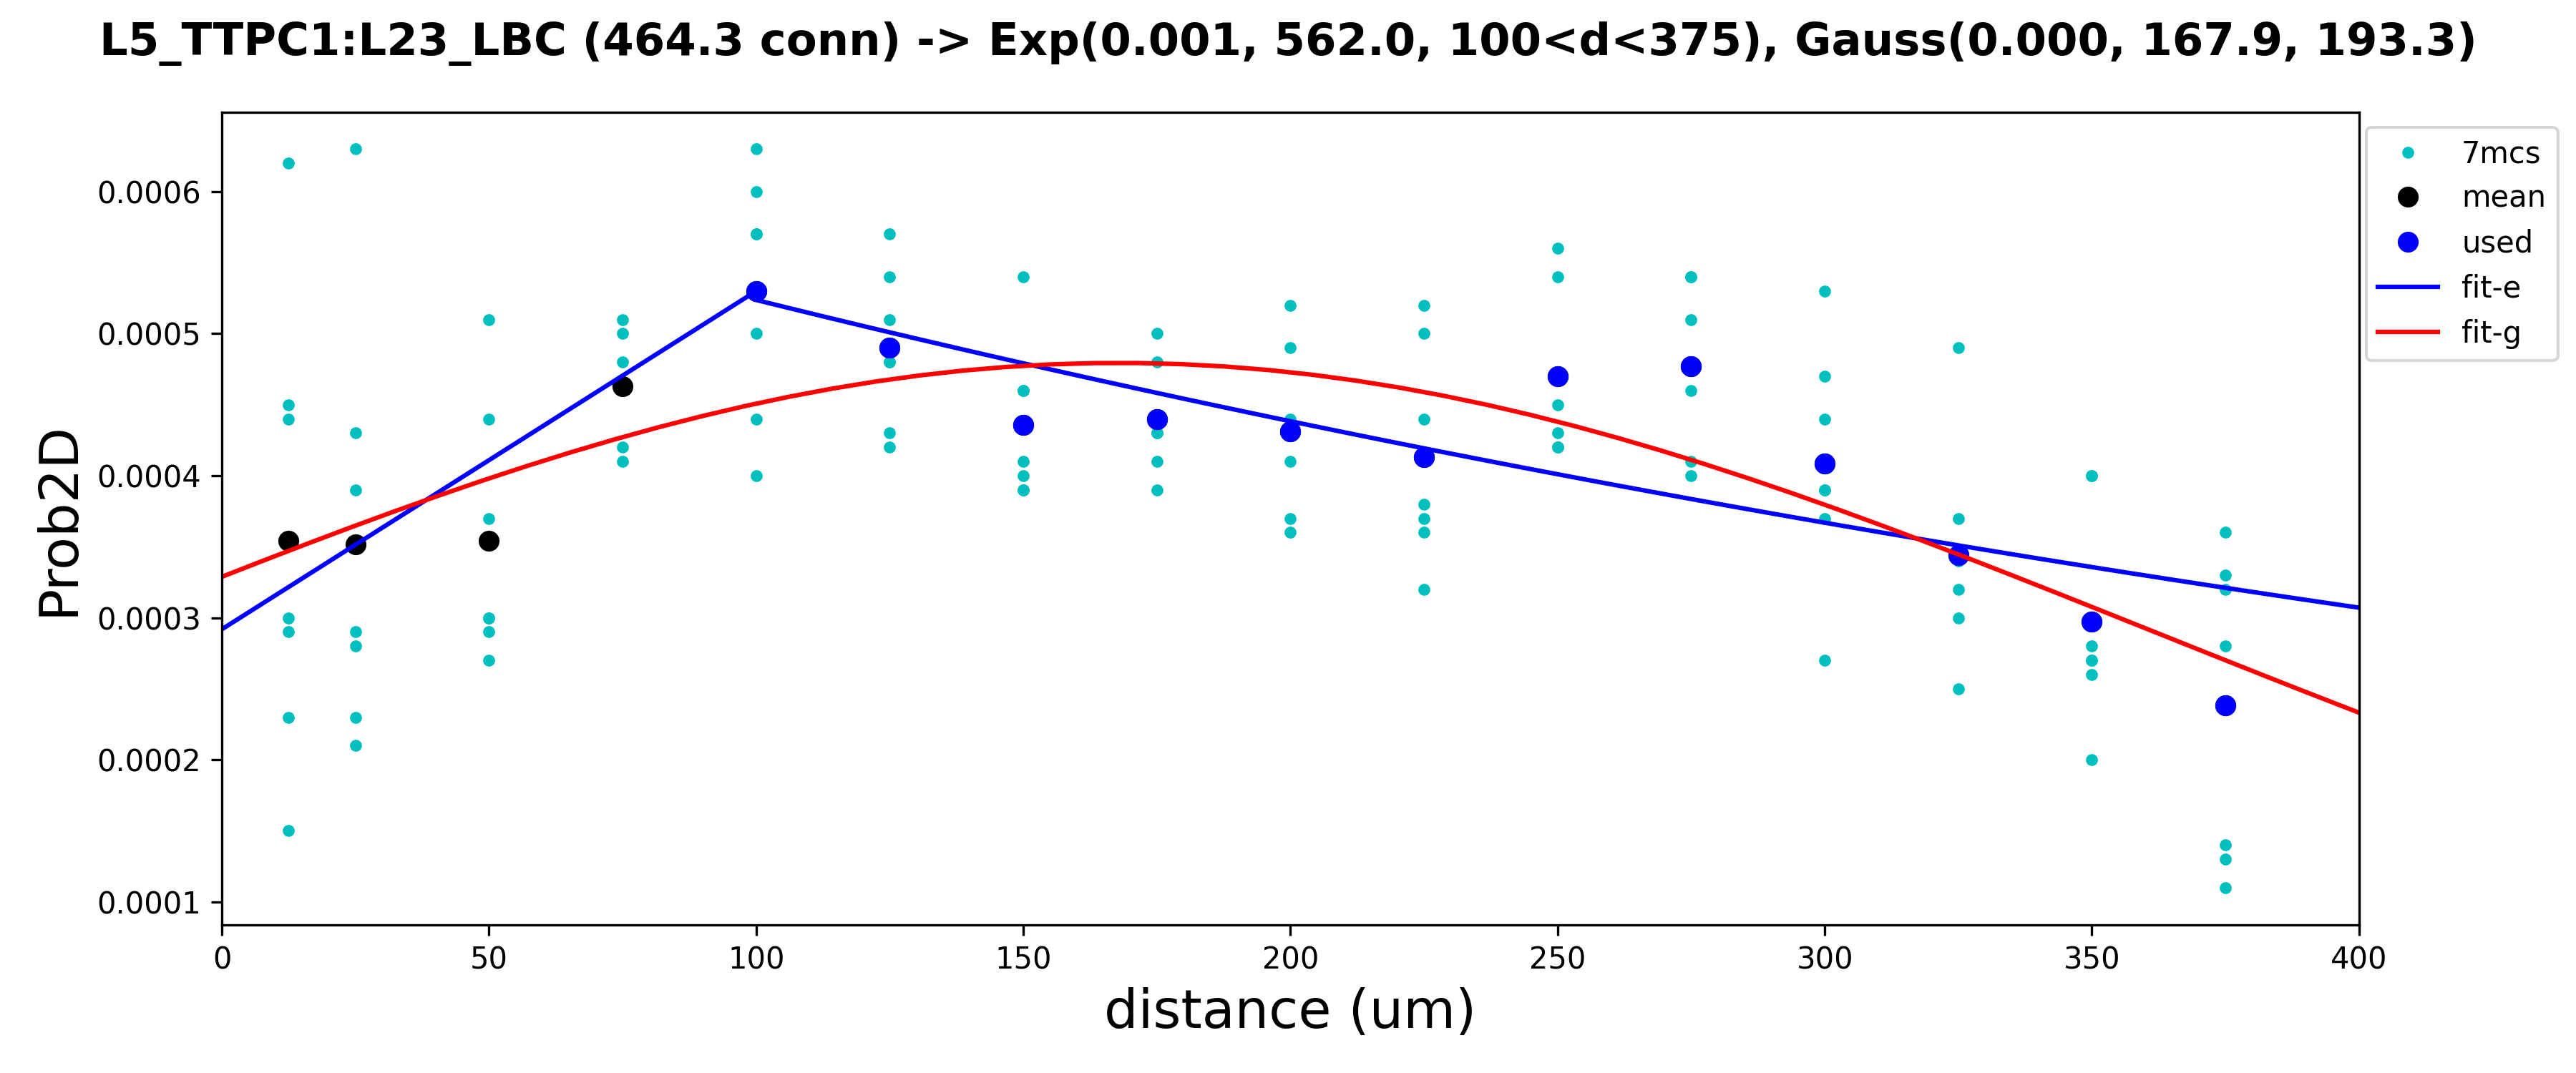 L5_TTPC1:L23_LBC (464.3 conn) -> Exp(0.001, 562.0, 100<d<375), Gauss(0.000, 167.9, 193.3)
7mcs
mean
used
fit-e
fit-g
Prob2D
0.0006
0.0005
0.0004
0.0003
0.0002
0.0001
0 50 100 150 200 250 300 350 400
distance (um)